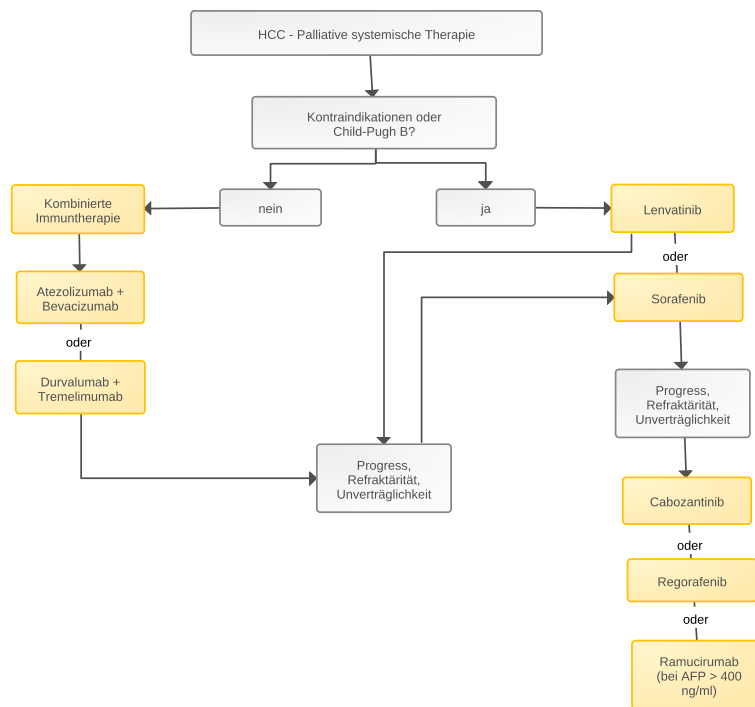 HCC - Palliative systemische Therapie
Kontraindikationen oder
Child-Pugh B?
nein
ja
Kombinierte
Immuntherapie
Lenvatinib
oder
Atezolizumab +
Bevacizumab
oder
Durvalumab +
Tremelimumab
Sorafenib
Progress,
Refraktärität,
Unverträglichkeit
Progress,
Refraktärität,
Unverträglichkeit
Cabozantinib
oder
Regorafenib
oder
Ramucirumab
(bei AFP > 400
ng/ml)